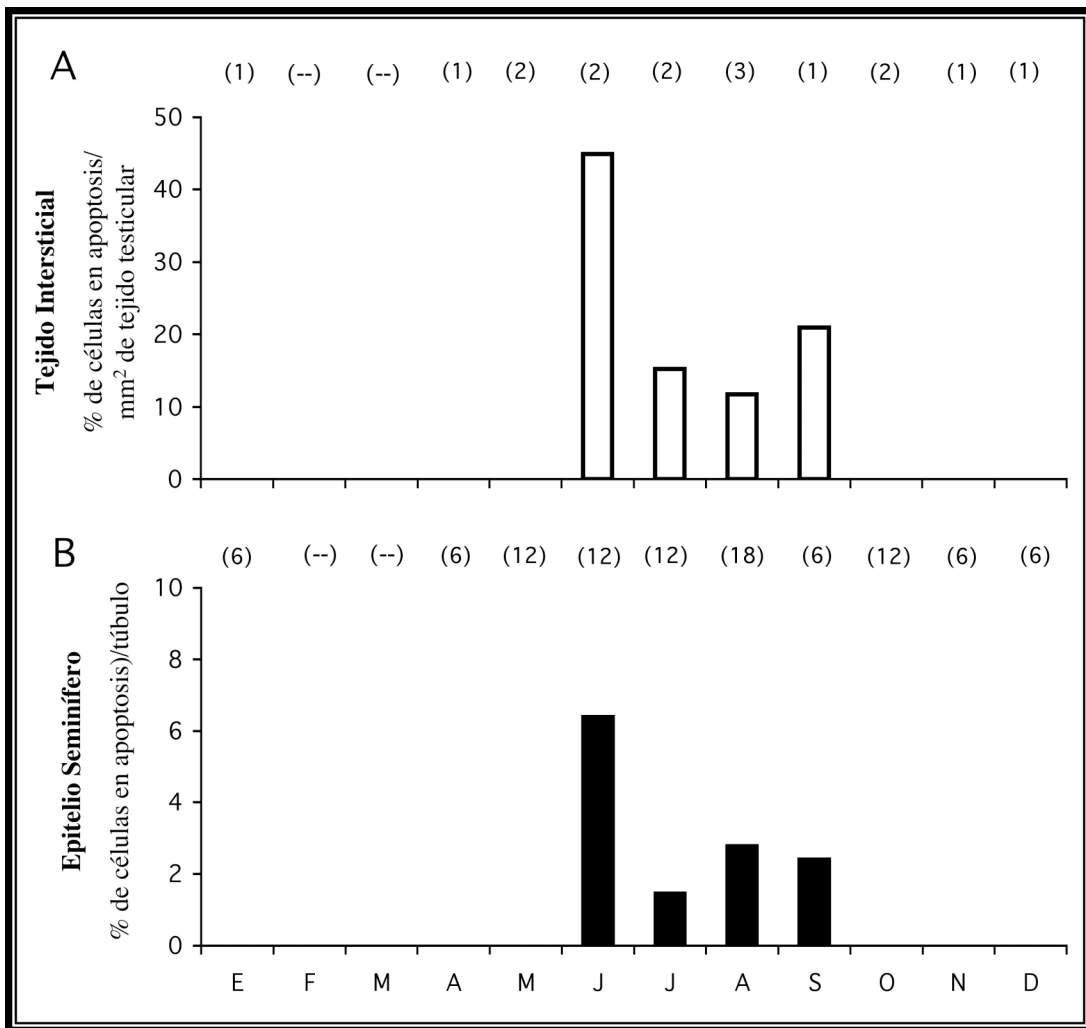 A
(1) (--) (--) (1) (2) (2) (2) (3) (1) (2) (1) (1)
Tejido Intersticial
% de células en apoptosis/
mm² de tejido testicular
50
40
30
20
10
0
B
(6) (--) (--) (6) (12) (12) (12) (18) (6) (12) (6) (6)
Epitelio Seminífero
% de células en apoptosis)/túbulo
10
8
6
4
2
0
E F M A M J J A S O N D